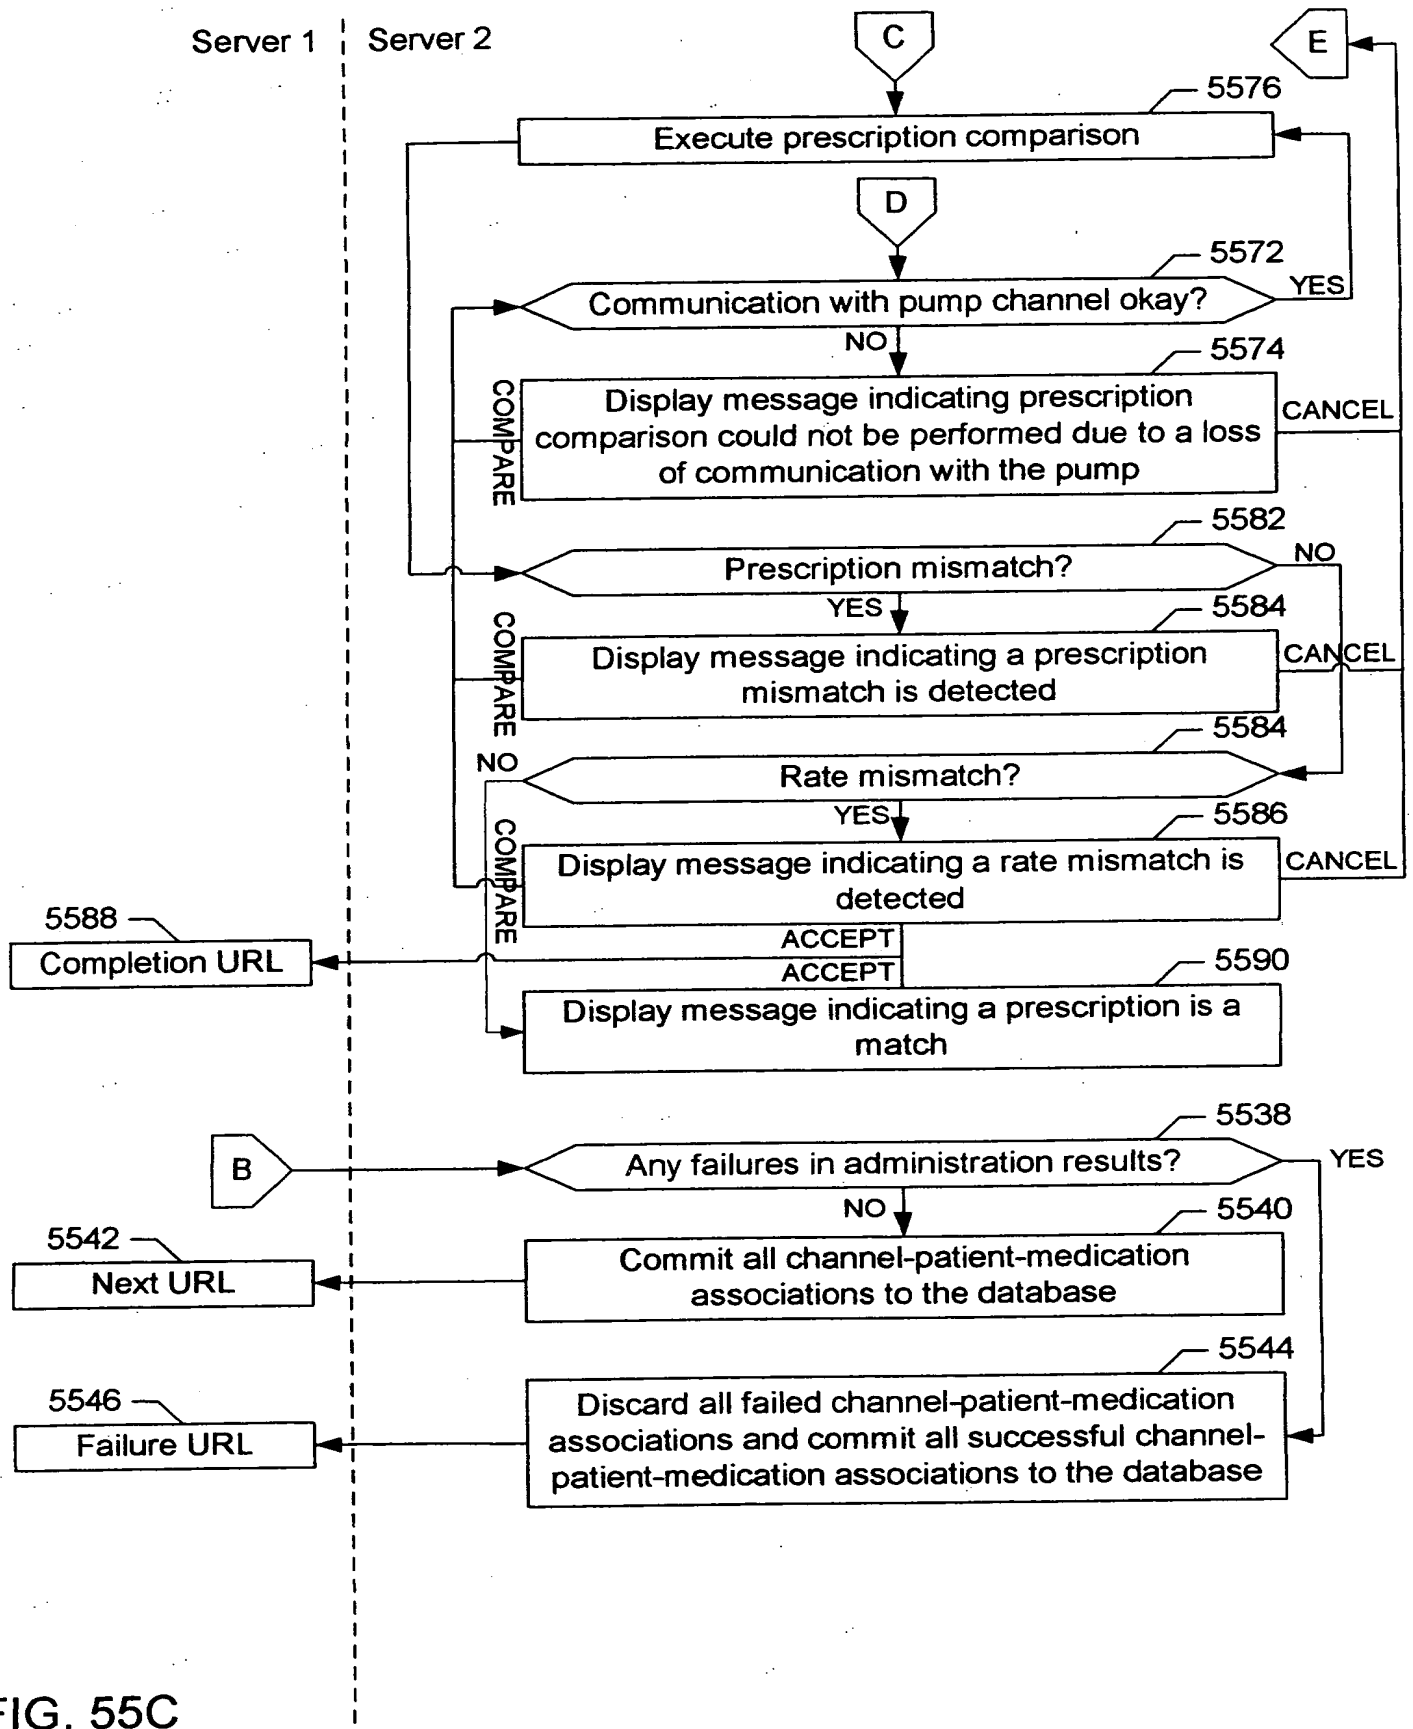 Server 1
Server 2
C
E
5576
Execute prescription comparison
D
5572
Communication with pump channel okay?
YES
NO
5574
Display message indicating prescription
comparison could not be performed due to a loss
of communication with the pump
COMPARE
CANCEL
5582
Prescription mismatch?
NO
YES
5584
Display message indicating a prescription
mismatch is detected
COMPARE
CANCEL
5584
NO
Rate mismatch?
YES
5586
Display message indicating a rate mismatch is
detected
COMPARE
CANCEL
5588
Completion URL
ACCEPT
ACCEPT
5590
Display message indicating a prescription is a
match
5538
B
Any failures in administration results?
YES
NO
5540
5542
Next URL
Commit all channel-patient-medication
associations to the database
5544
5546
Failure URL
Discard all failed channel-patient-medication
associations and commit all successful channel-
patient-medication associations to the database
FIG. 55C